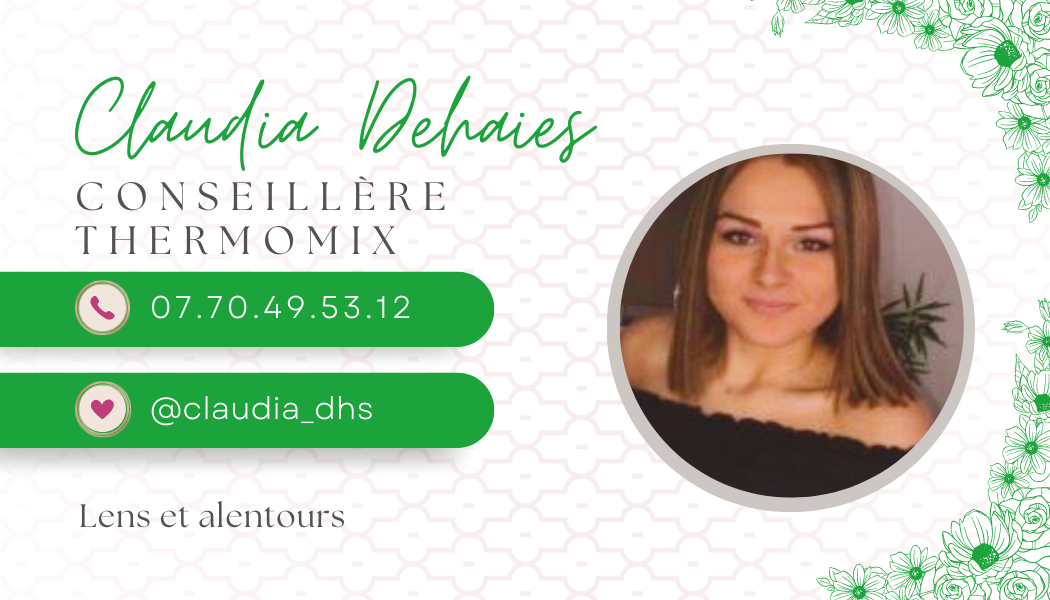 Claudia Dehaies
CONSEILLÈRE
THERMOMIX
07.70.49.53.12
@claudia_dhs
Lens et alentours